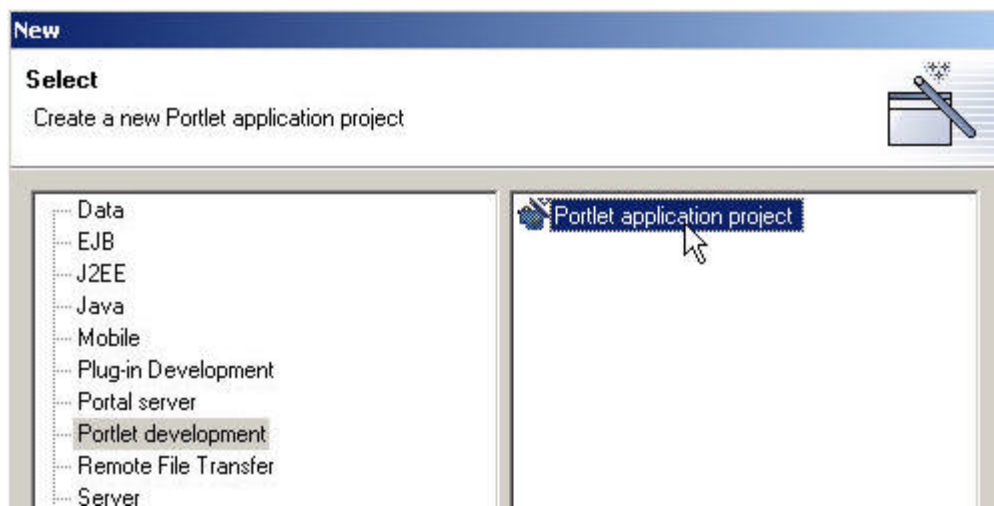 New
Select
Create a new Portlet application project
Data
EJB
J2EE
Java
Mobile
Plug-in Development
Portal server
Portlet development
Remote File Transfer
Server
Portlet application project